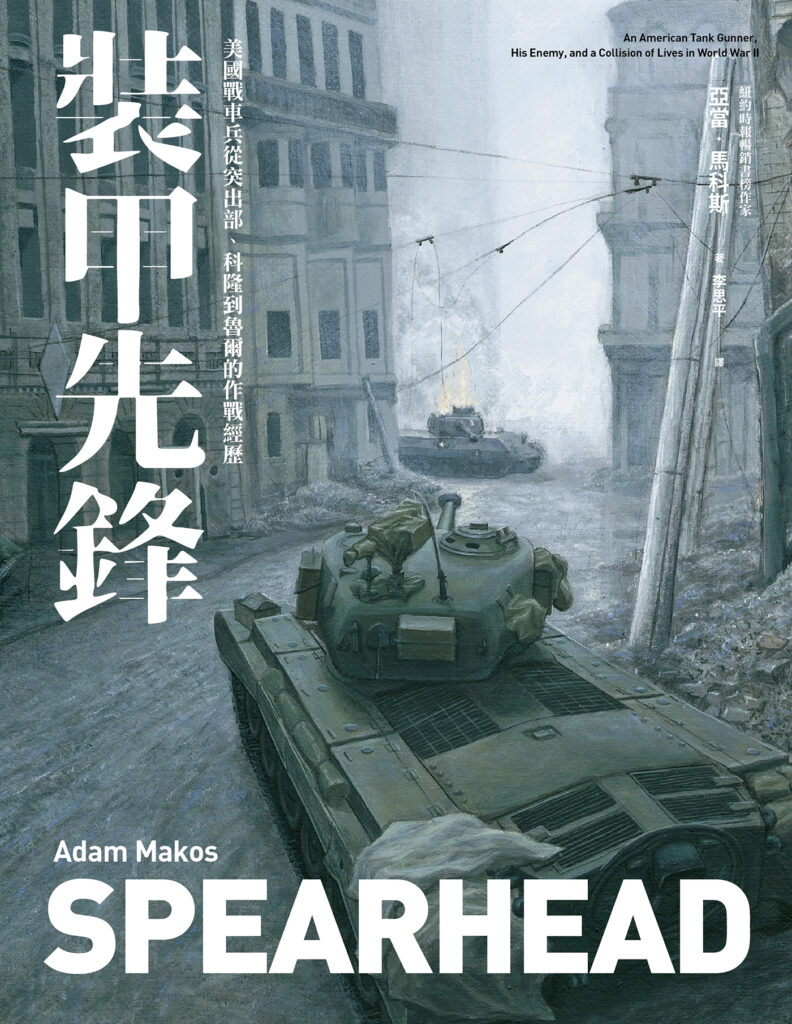 An American Tank Gunner,
His Enemy, and a Collision of Lives in World War II
裝甲先鋒
美國戰車兵從突出部、科隆到魯爾的作戰經歷
紐約時報暢銷書榜作家
亞當・馬科斯 著
李思平 譯
Adam Makos
SPEARHEAD